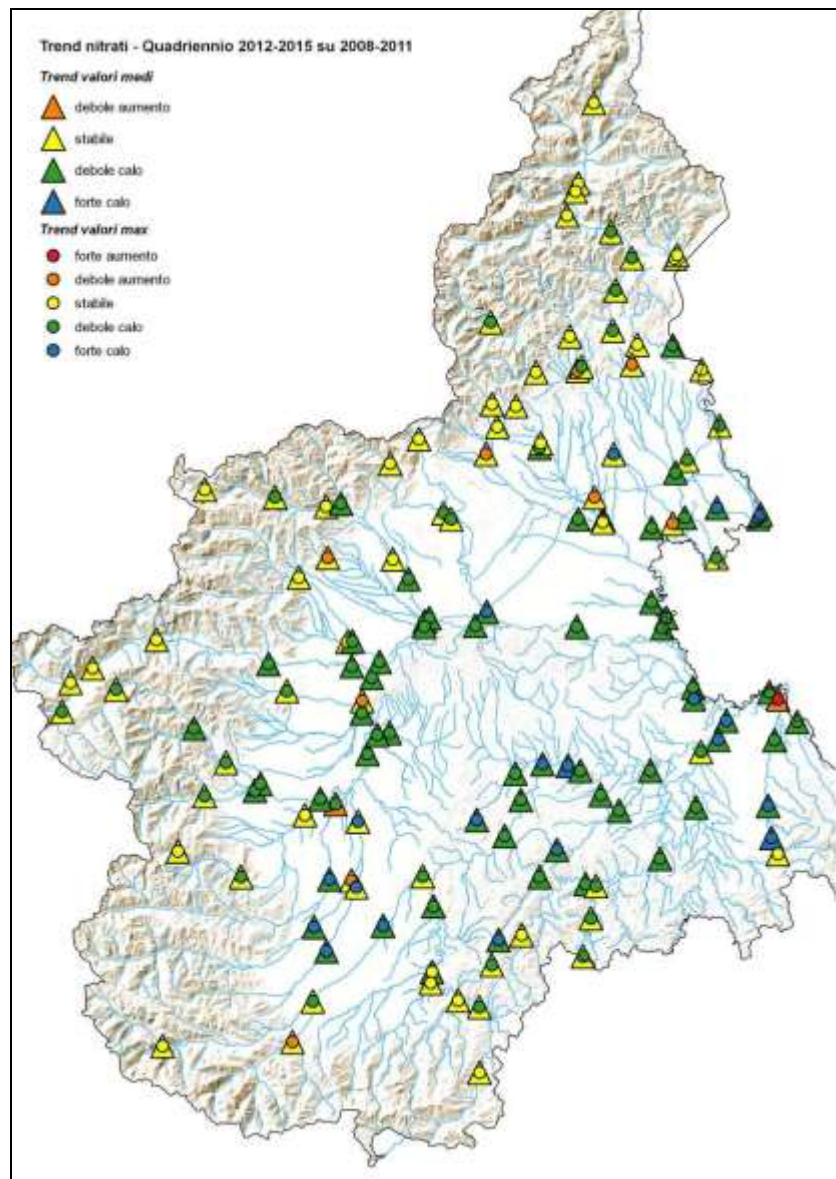 Trend nitrati - Quadriennio 2012-2015 su 2008-2011
Trend valori medi
debole aumento
stabile
debole calo
forte calo
Trend valori max
forte aumento
debole aumento
stabile
debole calo
forte calo